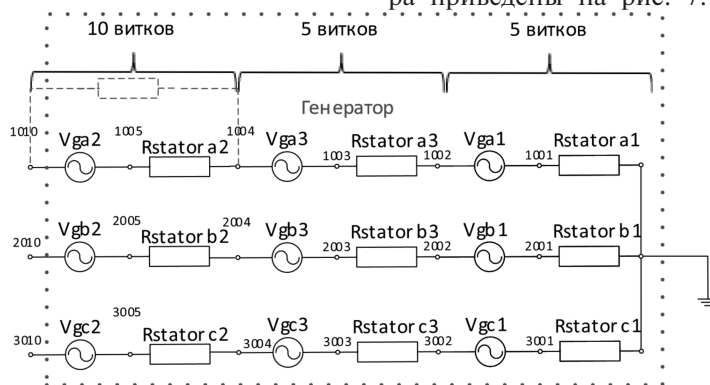 ра приведены на рис. 7.
10 витков 5 витков 5 витков
Генератор
1010 Vga2 1005 Rstator a2 1004 Vga3 1003 Rstator a3 1002 Vga1 1001 Rstator a1
2010 Vgb2 2005 Rstator b2 2004 Vgb3 2003 Rstator b3 2002 Vgb1 2001 Rstator b1
3010 Vgc2 3005 Rstator c2 3004 Vgc3 3003 Rstator c3 3002 Vgc1 3001 Rstator c1